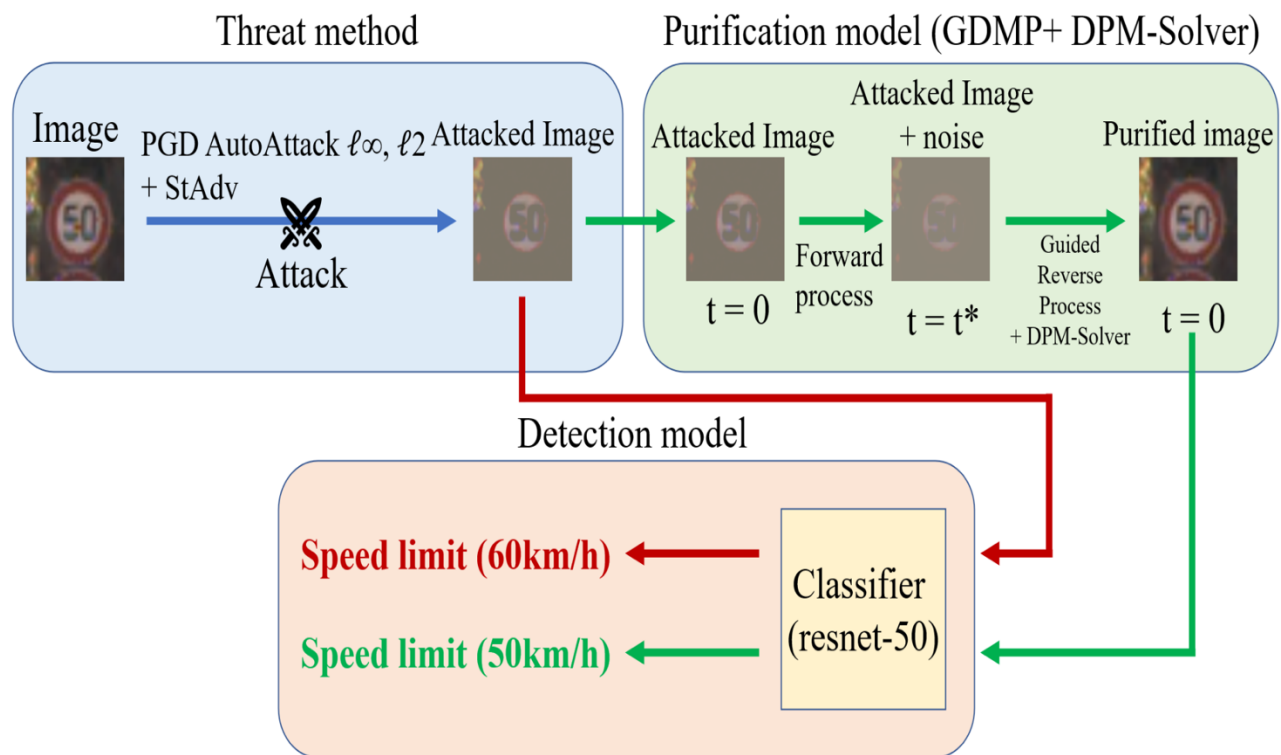 Threat method
Image
PGD AutoAttack ℓ∞, ℓ2
+ StAdv
Attack
Attacked Image
50
50
Purification model (GDMP+ DPM-Solver)
Attacked Image
50
t = 0
Forward
process
Attacked Image
+ noise
50
t = t*
Guided
Reverse
Process
+ DPM-Solver
Purified image
50
t = 0
Detection model
Speed limit (60km/h)
Speed limit (50km/h)
Classifier
(resnet-50)